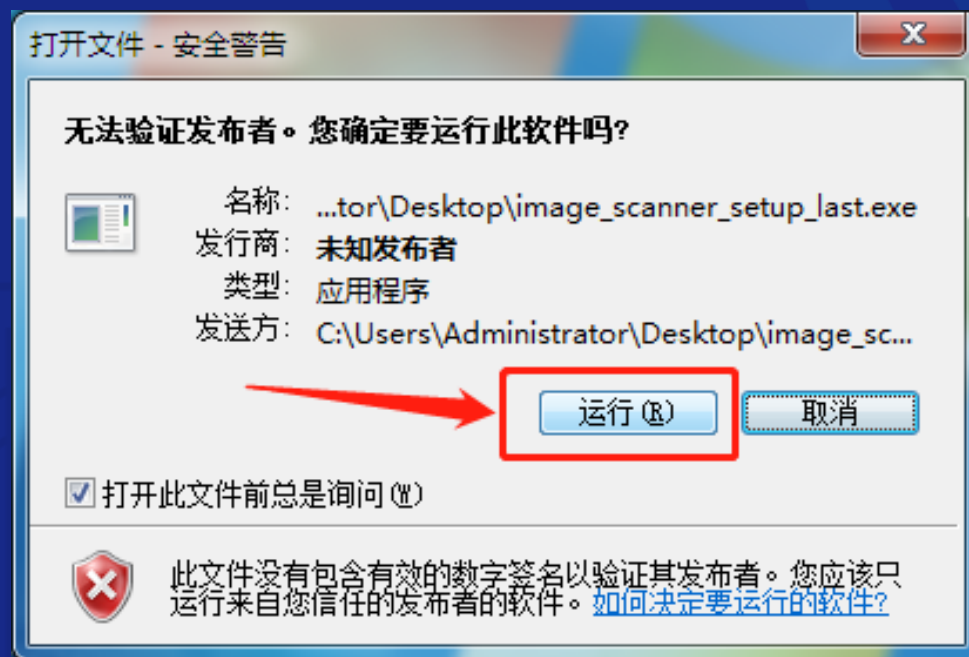 打开文件 - 安全警告
无法验证发布者。您确定要运行此软件吗?
名称: ...tor\Desktop\image_scanner_setup_last.exe
发行商: 未知发布者
类型: 应用程序
发送方: C:\Users\Administrator\Desktop\image_sc...
运行(R) 取消
打开此文件前总是询问(W)
此文件没有包含有效的数字签名以验证其发布者。您应该只
运行来自您信任的发布者的软件。如何决定要运行的软件?